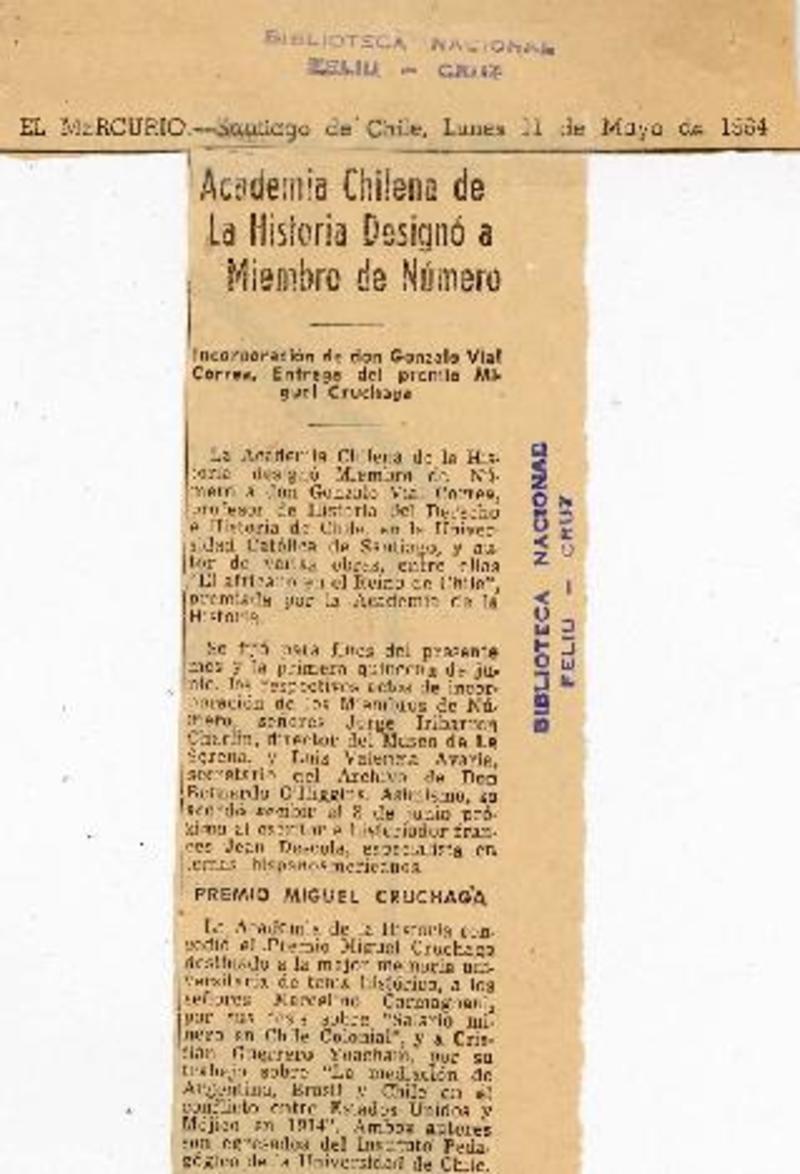 BIBLIOTECA NACIONAL
FELIU - CRUZ
EL MERCURIO.—Santiago de Chile, Lunes 11 de Mayo de 1964
Academia Chilena de
La Historia Designó a
Miembro de Número
Incorporación de don Gonzalo Vial
Correa. Entrega del premio Mi-
guel Cruchaga
La Academia Chilena de la His-
toria designó Miembro de Nú-
mero a don Gonzalo Vial Correa,
profesor de Historia del Derecho
e Historia de Chile, en la Univer-
sidad Católica de Santiago, y au-
tor de varias obras, entre ellas
"El africano en el Reino de Chile",
premiada por la Academia de la
Historia.
Se fijó para fines del presente
mes y la primera quincena de ju-
nio, los respectivos actos de incor-
poración de los Miembros de Nú-
mero, señores Jorge Iribarren
Charlin, director del Museo de La
Serena, y Luis Valencia Avaria,
secretario del Archivo de Don
Bernardo O'Higgins. Asimismo, se
acordó recibir el 8 de junio pró-
ximo al escritor e historiador fran-
cés Jean Descola, especialista en
temas hispanoamericanos.
PREMIO MIGUEL CRUCHAGA
La Academia de la Historia con-
cedió el Premio Miguel Cruchaga
destinado a la mejor memoria uni-
versitaria de tema histórico, a los
señores Marcelino Carmagnani,
por su tesis sobre "Salario mi-
nero en Chile Colonial", y a Cris-
tián Guerrero Yoacham, por su
trabajo sobre "La mediación de
Argentina, Brasil y Chile en el
conflicto entre Estados Unidos y
Méjico en 1914". Ambos autores
son egresados del Instituto Peda-
gógico de la Universidad de Chile.
BIBLIOTECA NACIONAL
FELIU - CRUZ